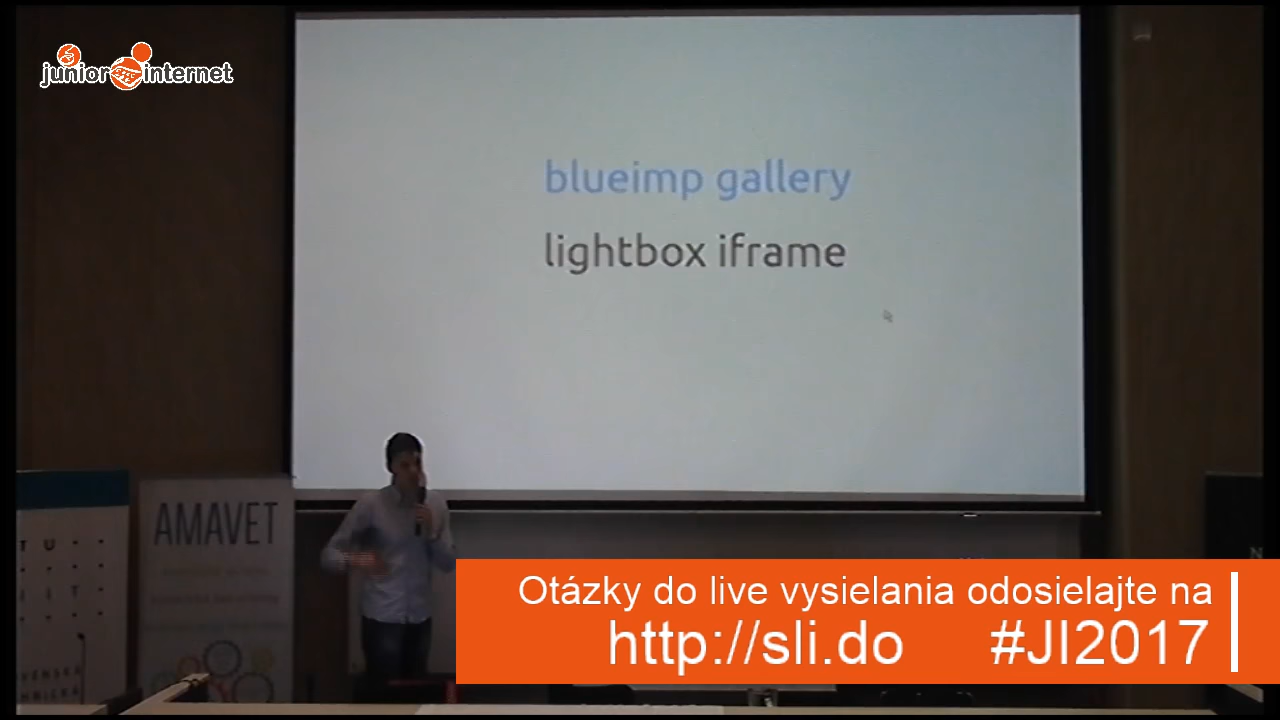 junior internet
blueimp gallery
lightbox iframe
AMAVET
Otázky do live vysielania odosielajte na
http://sli.do #JI2017